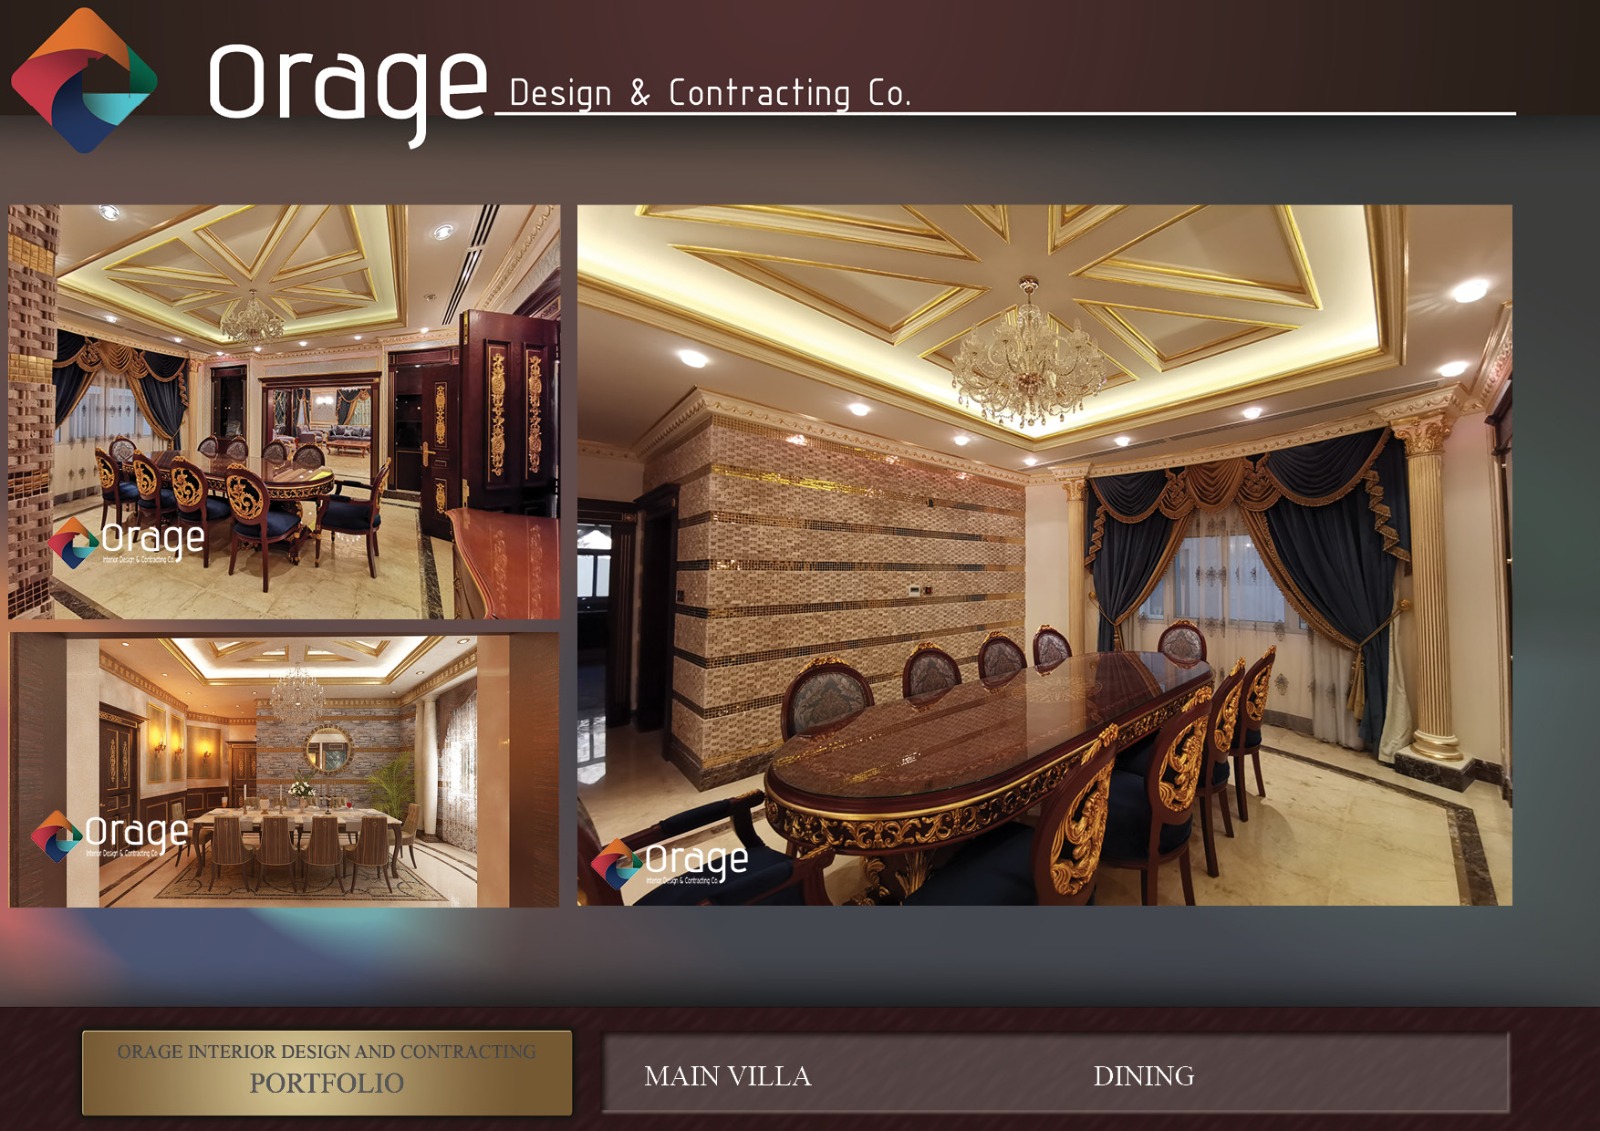 Orage Design & Contracting Co.
Orage
Interior Design & Contracting Co.
Orage
Interior Design & Contracting Co.
Orage
Interior Design & Contracting Co.
ORAGE INTERIOR DESIGN AND CONTRACTING
PORTFOLIO
MAIN VILLA
DINING